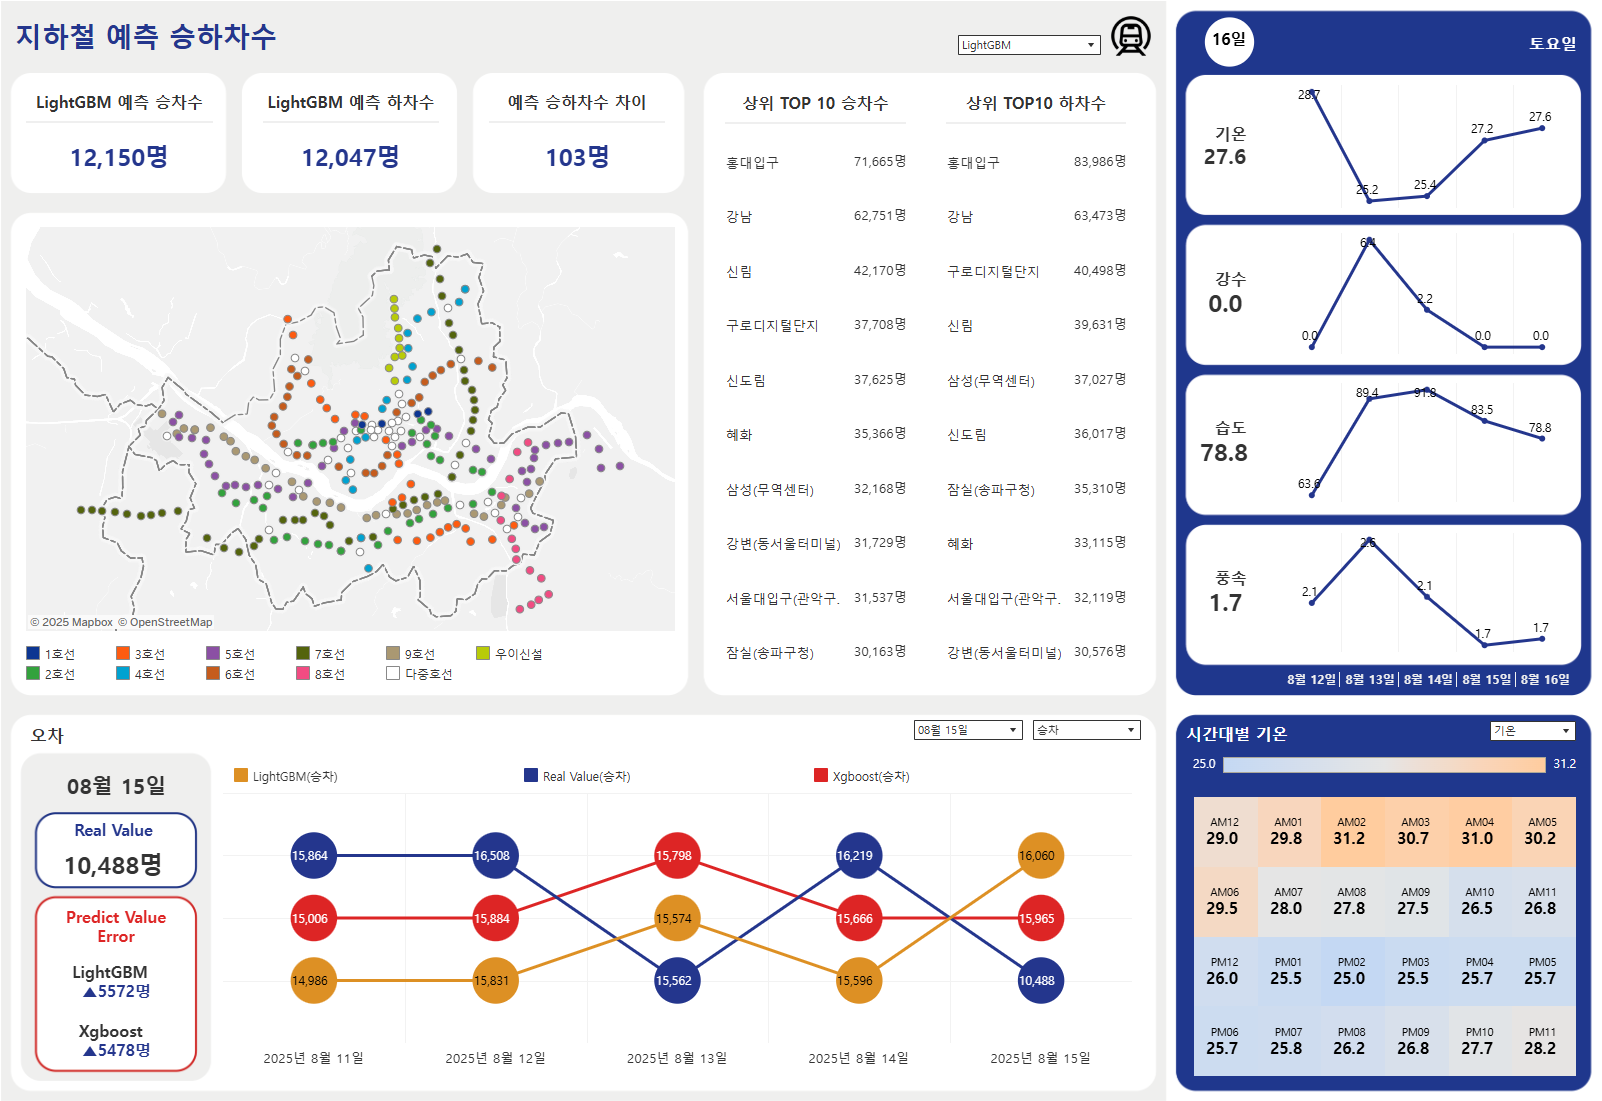 지하철 예측 승하차수
LightGBM
LightGBM 예측 승차수
12,150명
LightGBM 예측 하차수
12,047명
예측 승하차수 차이
103명
© 2025 Mapbox © OpenStreetMap
1호선 3호선 5호선 7호선 9호선 우이신설
2호선 4호선 6호선 8호선 다중호선
상위 TOP 10 승차수 상위 TOP10 하차수
홍대입구 71,665명 홍대입구 83,986명
강남 62,751명 강남 63,473명
신림 42,170명 구로디지털단지 40,498명
구로디지털단지 37,708명 신림 39,631명
신도림 37,625명 삼성(무역센터) 37,027명
혜화 35,366명 신도림 36,017명
삼성(무역센터) 32,168명 잠실(송파구청) 35,310명
강변(동서울터미널) 31,729명 혜화 33,115명
서울대입구(관악구. 31,537명 서울대입구(관악구. 32,119명
잠실(송파구청) 30,163명 강변(동서울터미널) 30,576명
16일 토요일
기온
27.6
28.7 25.2 25.4 27.2 27.6
강수
0.0
0.0 6.4 2.2 0.0 0.0
습도
78.8
63.6 89.4 91.8 83.5 78.8
풍속
1.7
2.1 2.6 2.1 1.7 1.7
8월 12일 8월 13일 8월 14일 8월 15일 8월 16일
오차
08월 15일 승차
08월 15일
Real Value
10,488명
Predict Value
Error
LightGBM
▲5572명
Xgboost
▲5478명
LightGBM(승차) Real Value(승차) Xgboost(승차)
15,864 16,508 15,798 16,219 16,060
15,006 15,884 15,574 15,666 15,965
14,986 15,831 15,562 15,596 10,488
2025년 8월 11일 2025년 8월 12일 2025년 8월 13일 2025년 8월 14일 2025년 8월 15일
시간대별 기온 기온
25.0 31.2
AM12 AM01 AM02 AM03 AM04 AM05
29.0 29.8 31.2 30.7 31.0 30.2
AM06 AM07 AM08 AM09 AM10 AM11
29.5 28.0 27.8 27.5 26.5 26.8
PM12 PM01 PM02 PM03 PM04 PM05
26.0 25.5 25.0 25.5 25.7 25.7
PM06 PM07 PM08 PM09 PM10 PM11
25.7 25.8 26.2 26.8 27.7 28.2